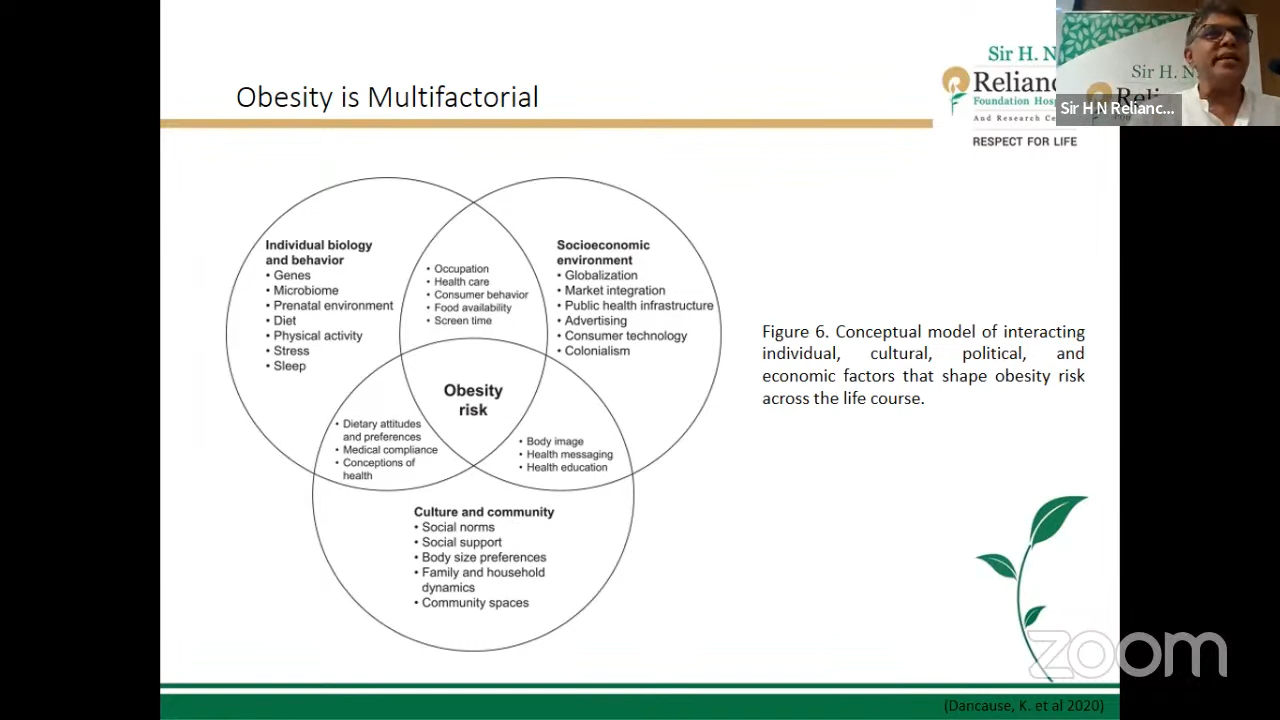 Obesity is Multifactorial
Sir H. N
Relianc
Foundation Hosp
And Research Ce
RESPECT FOR LIFE
Sir H. N
Sir H N Relianc...
Individual biology
and behavior
• Genes
• Microbiome
• Prenatal environment
• Diet
• Physical activity
• Stress
• Sleep
• Occupation
• Health care
• Consumer behavior
• Food availability
• Screen time
Socioeconomic
environment
• Globalization
• Market integration
• Public health infrastructure
• Advertising
• Consumer technology
• Colonialism
Obesity
risk
• Dietary attitudes
and preferences
• Medical compliance
• Conceptions of
health
• Body image
• Health messaging
• Health education
Culture and community
• Social norms
• Social support
• Body size preferences
• Family and household
dynamics
• Community spaces
Figure 6. Conceptual model of interacting
individual, cultural, political, and
economic factors that shape obesity risk
across the life course.
zoom
(Dancause, K. et al 2020)